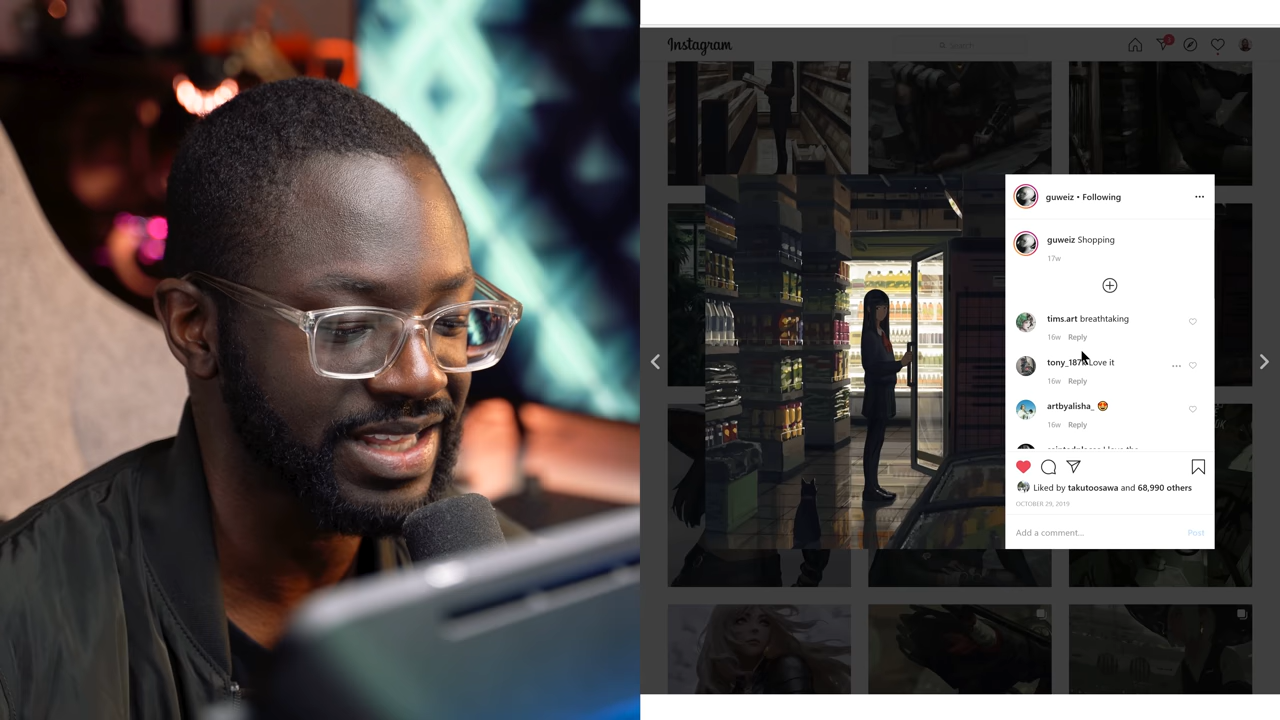 Instagram
Search
guweiz • Following
guweiz Shopping
17w
tims.art breathtaking
16w Reply
Love it
16w Reply
artbyalisha_ 😍
16w Reply
Liked by takutoosawa and 68,990 others
OCTOBER 29, 2019
Add a comment...
Post